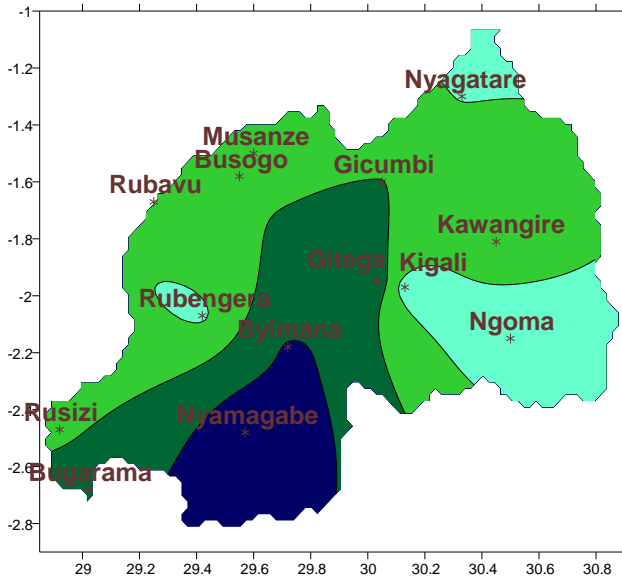 -1
-1.2
-1.4
-1.6
-1.8
-2
-2.2
-2.4
-2.6
-2.8
Nyagatare
Musanze
Busogo
Gicumbi
Rubavu
Kawangire
Gitega
Kigali
Rubengera
Ngoma
Byimana
Rusizi
Nyamagabe
Bugarama
29
29.2
29.4
29.6
29.8
30
30.2
30.4
30.6
30.8